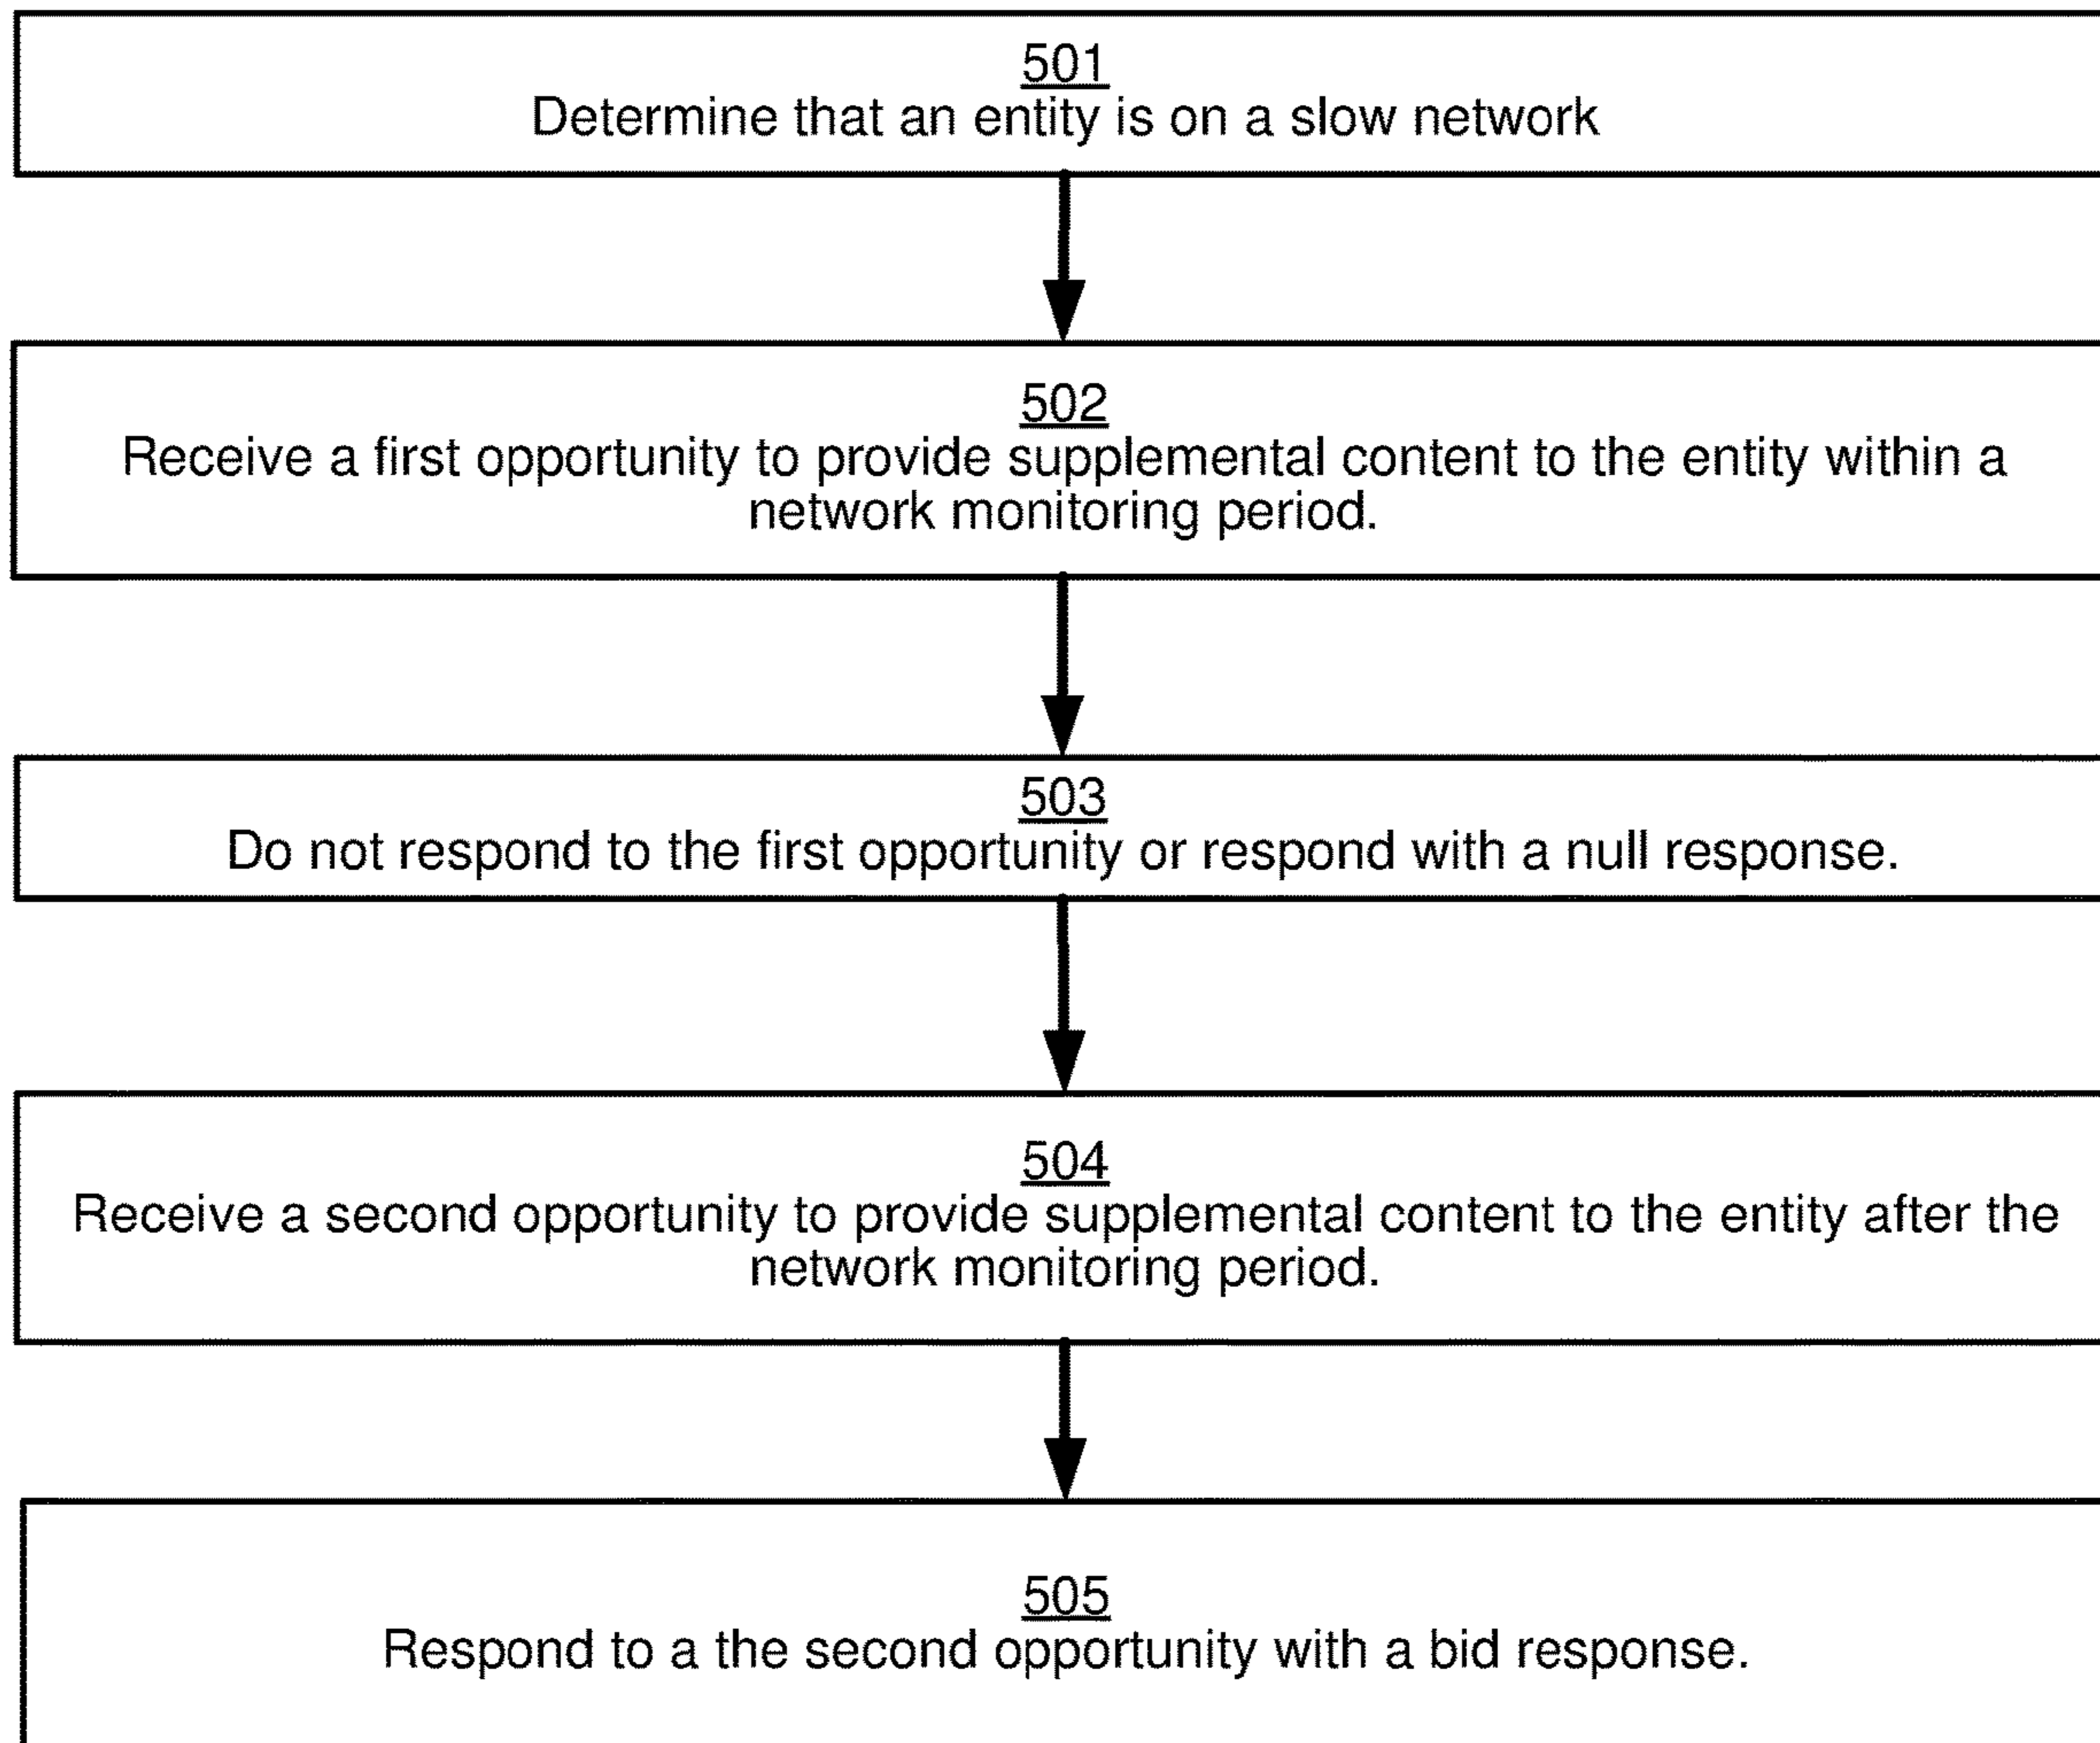 501
Determine that an entity is on a slow network
502
Receive a first opportunity to provide supplemental content to the entity within a
network monitoring period.
503
Do not respond to the first opportunity or respond with a null response.
504
Receive a second opportunity to provide supplemental content to the entity after the
network monitoring period.
505
Respond to a the second opportunity with a bid response.